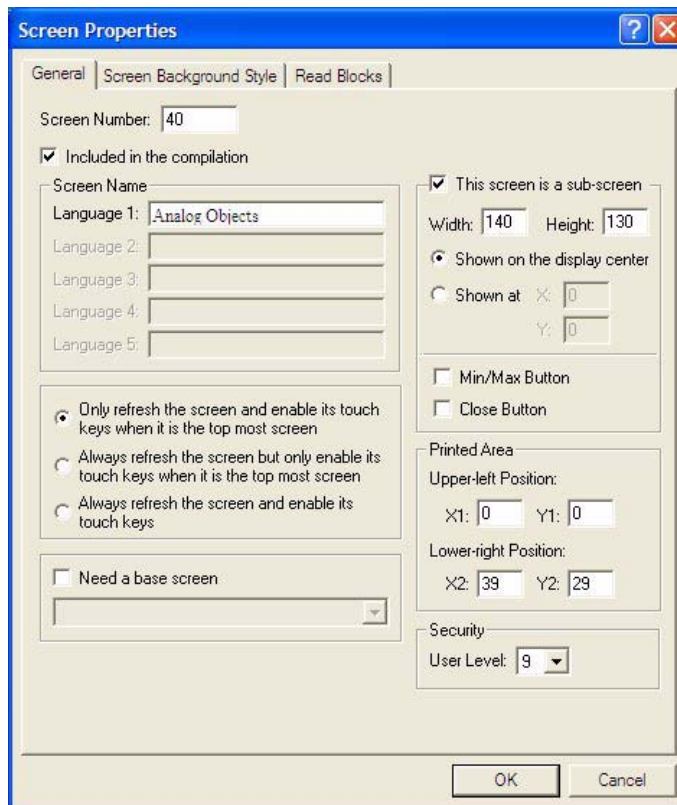 Screen Properties
General
Screen Background Style
Read Blocks
Screen Number: 40
Included in the compilation
Screen Name
Language 1: Analog Objects
Language 2:
Language 3:
Language 4:
Language 5:
Only refresh the screen and enable its touch
keys when it is the top most screen
Always refresh the screen but only enable its
touch keys when it is the top most screen
Always refresh the screen and enable its
touch keys
Need a base screen
This screen is a sub-screen
Width: 140 Height: 130
Shown on the display center
Shown at X: 0
Y: 0
Min/Max Button
Close Button
Printed Area
Upper-left Position:
X1: 0 Y1: 0
Lower-right Position:
X2: 39 Y2: 29
Security
User Level: 9
OK
Cancel